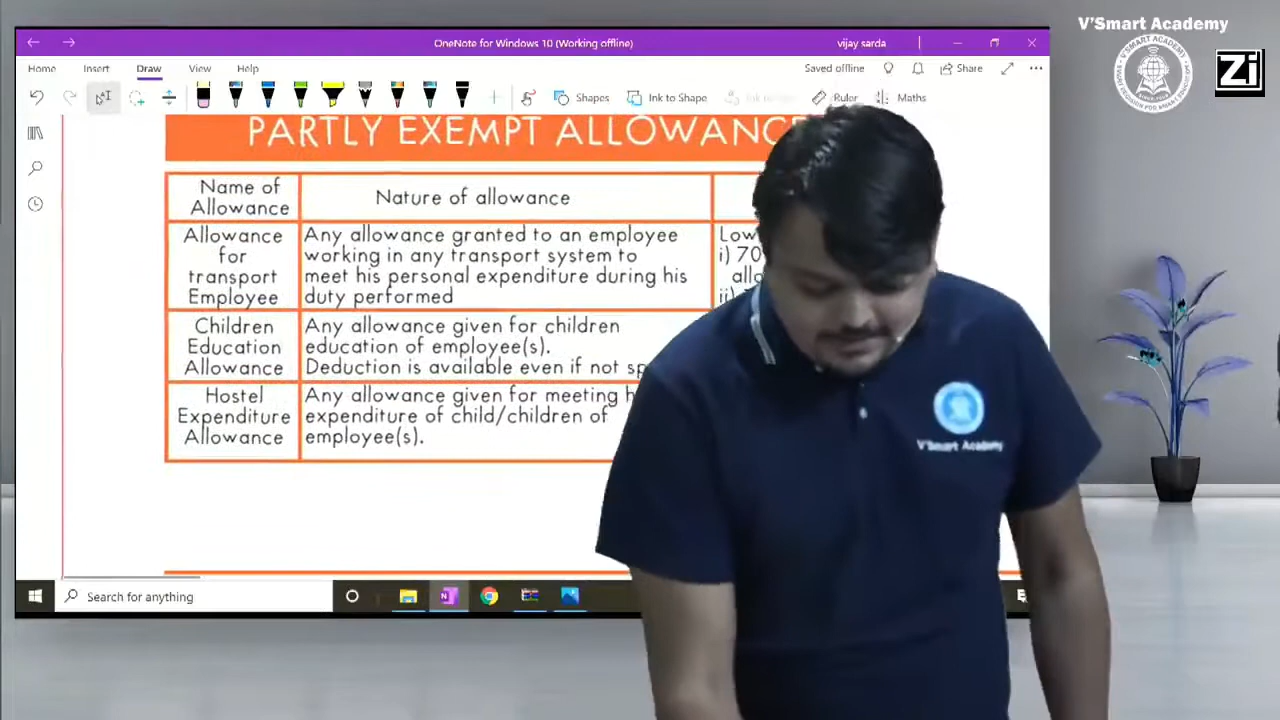 V'Smart Academy
OneNote for Windows 10 (Working offline)
vijay sarda
Home
Insert
Draw
View
Help
Saved offline
Share
Shapes
Ink to Shape
Ruler
Maths
Zi
PARTLY EXEMPT ALLOWANC
Name of
Allowance
Nature of allowance
Allowance
for
transport
Employee
Any allowance granted to an employee
working in any transport system to
meet his personal expenditure during his
duty performed
Low
i) 70
allo
ii)
Children
Education
Allowance
Any allowance given for children
education of employee(s).
Deduction is available even if not sp
Hostel
Expenditure
Allowance
Any allowance given for meeting h
expenditure of child/children of
employee(s).
V'Smart Academy
Search for anything